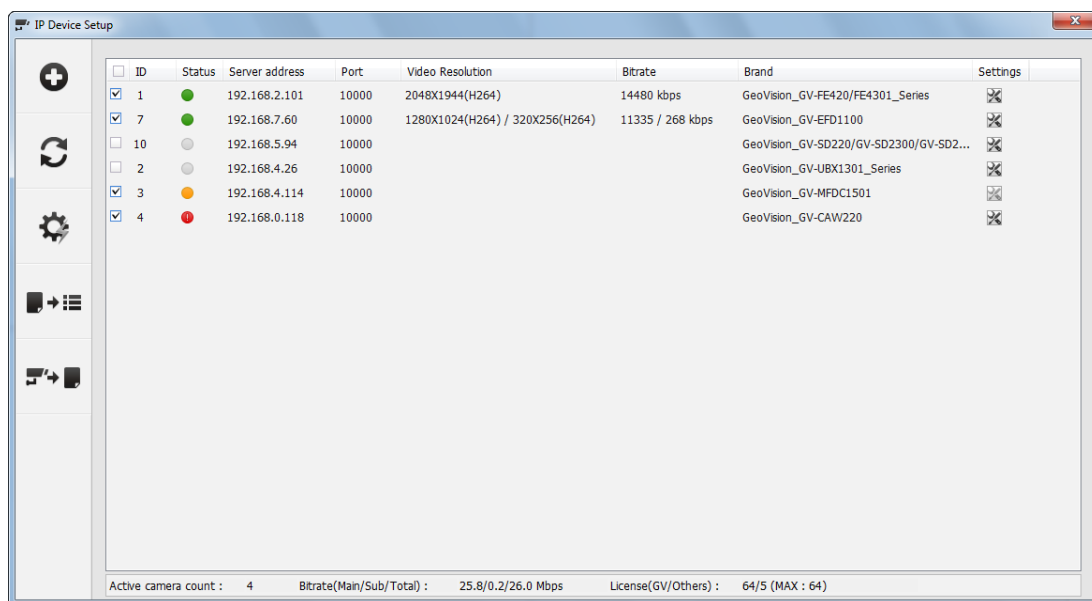 IP Device Setup
ID Status Server address Port Video Resolution Bitrate Brand Settings
1 192.168.2.101 10000 2048X1944(H264) 14480 kbps GeoVision_GV-FE420/FE4301_Series
7 192.168.7.60 10000 1280X1024(H264) / 320X256(H264) 11335 / 268 kbps GeoVision_GV-EFD1100
10 192.168.5.94 10000 GeoVision_GV-SD220/GV-SD2300/GV-SD2...
2 192.168.4.26 10000 GeoVision_GV-UBX1301_Series
3 192.168.4.114 10000 GeoVision_GV-MFDC1501
4 192.168.0.118 10000 GeoVision_GV-CAW220
Active camera count : 4 Bitrate(Main/Sub/Total) : 25.8/0.2/26.0 Mbps License(GV/Others) : 64/5 (MAX : 64)